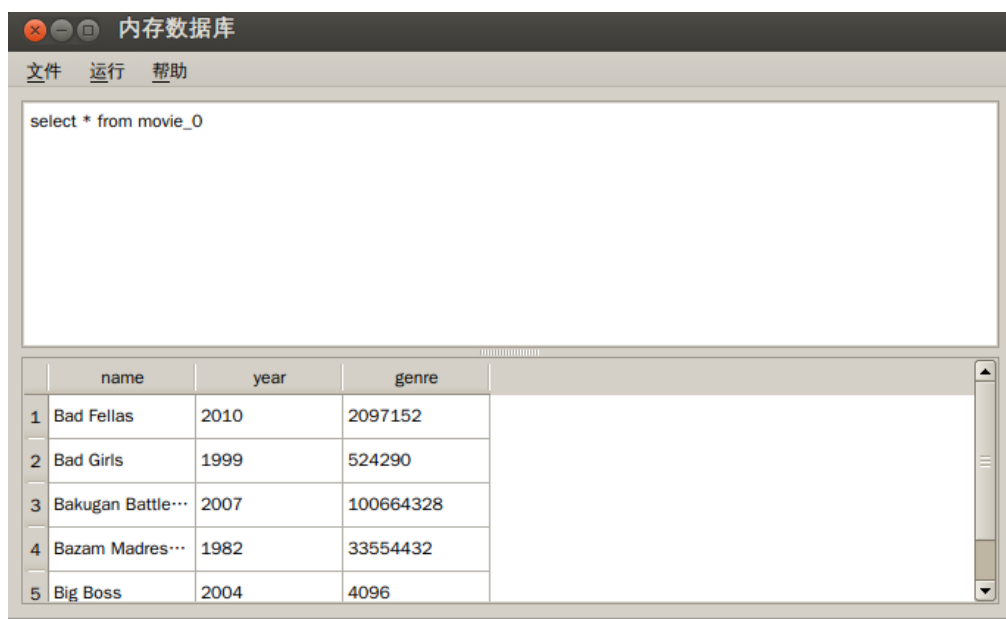 内存数据库
文件 运行 帮助
select * from movie_0
name year genre
1 Bad Fellas 2010 2097152
2 Bad Girls 1999 524290
3 Bakugan Battle··· 2007 100664328
4 Bazam Madres··· 1982 33554432
5 Big Boss 2004 4096